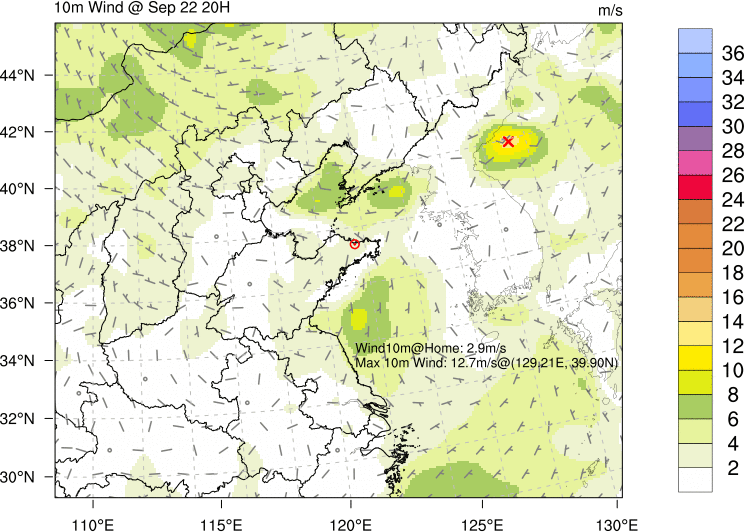 10m Wind @ Sep 22 20H
m/s
44°N
42°N
40°N
38°N
36°N
34°N
32°N
30°N
110°E
115°E
120°E
125°E
130°E
Wind10m@Home: 2.9m/s
Max 10m Wind: 12.7m/s@(129.21E, 39.90N)
36
34
32
30
28
26
24
22
20
18
16
14
12
10
8
6
4
2